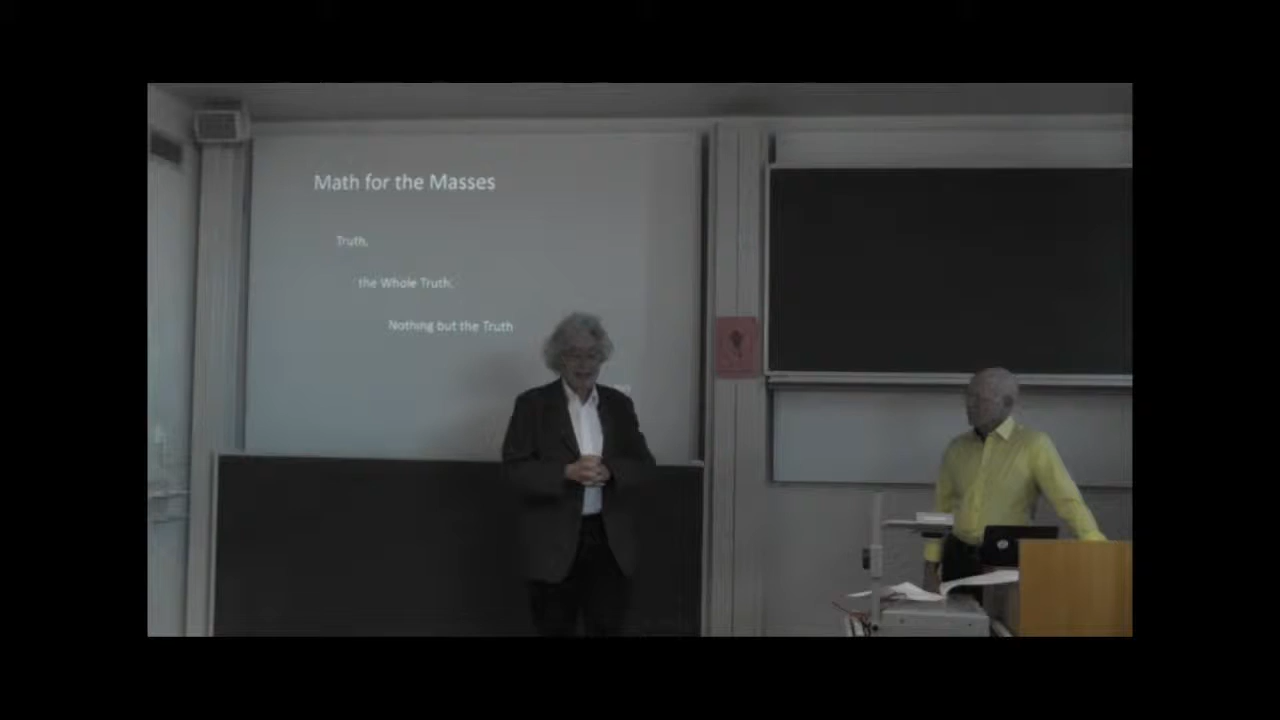 Math for the Masses
Truth,
the Whole Truth,
Nothing but the Truth